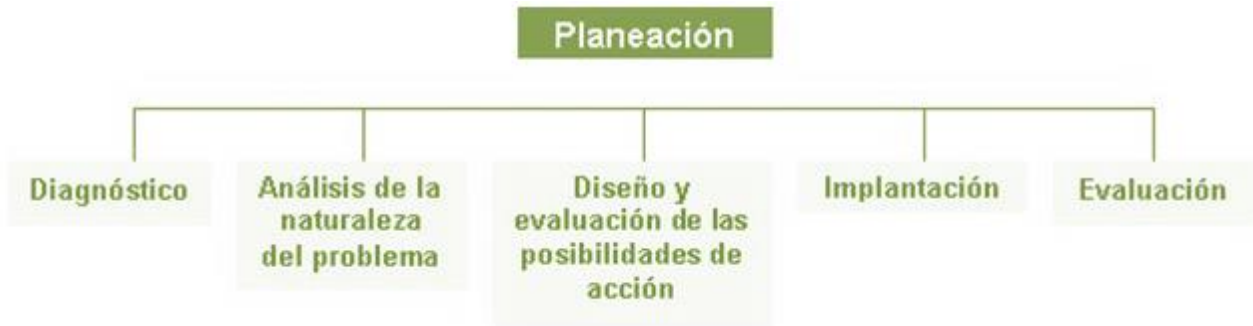 Planeación
Diagnóstico
Análisis de la
naturaleza
del problema
Diseño y
evaluación de las
posibilidades de
acción
Implantación
Evaluación